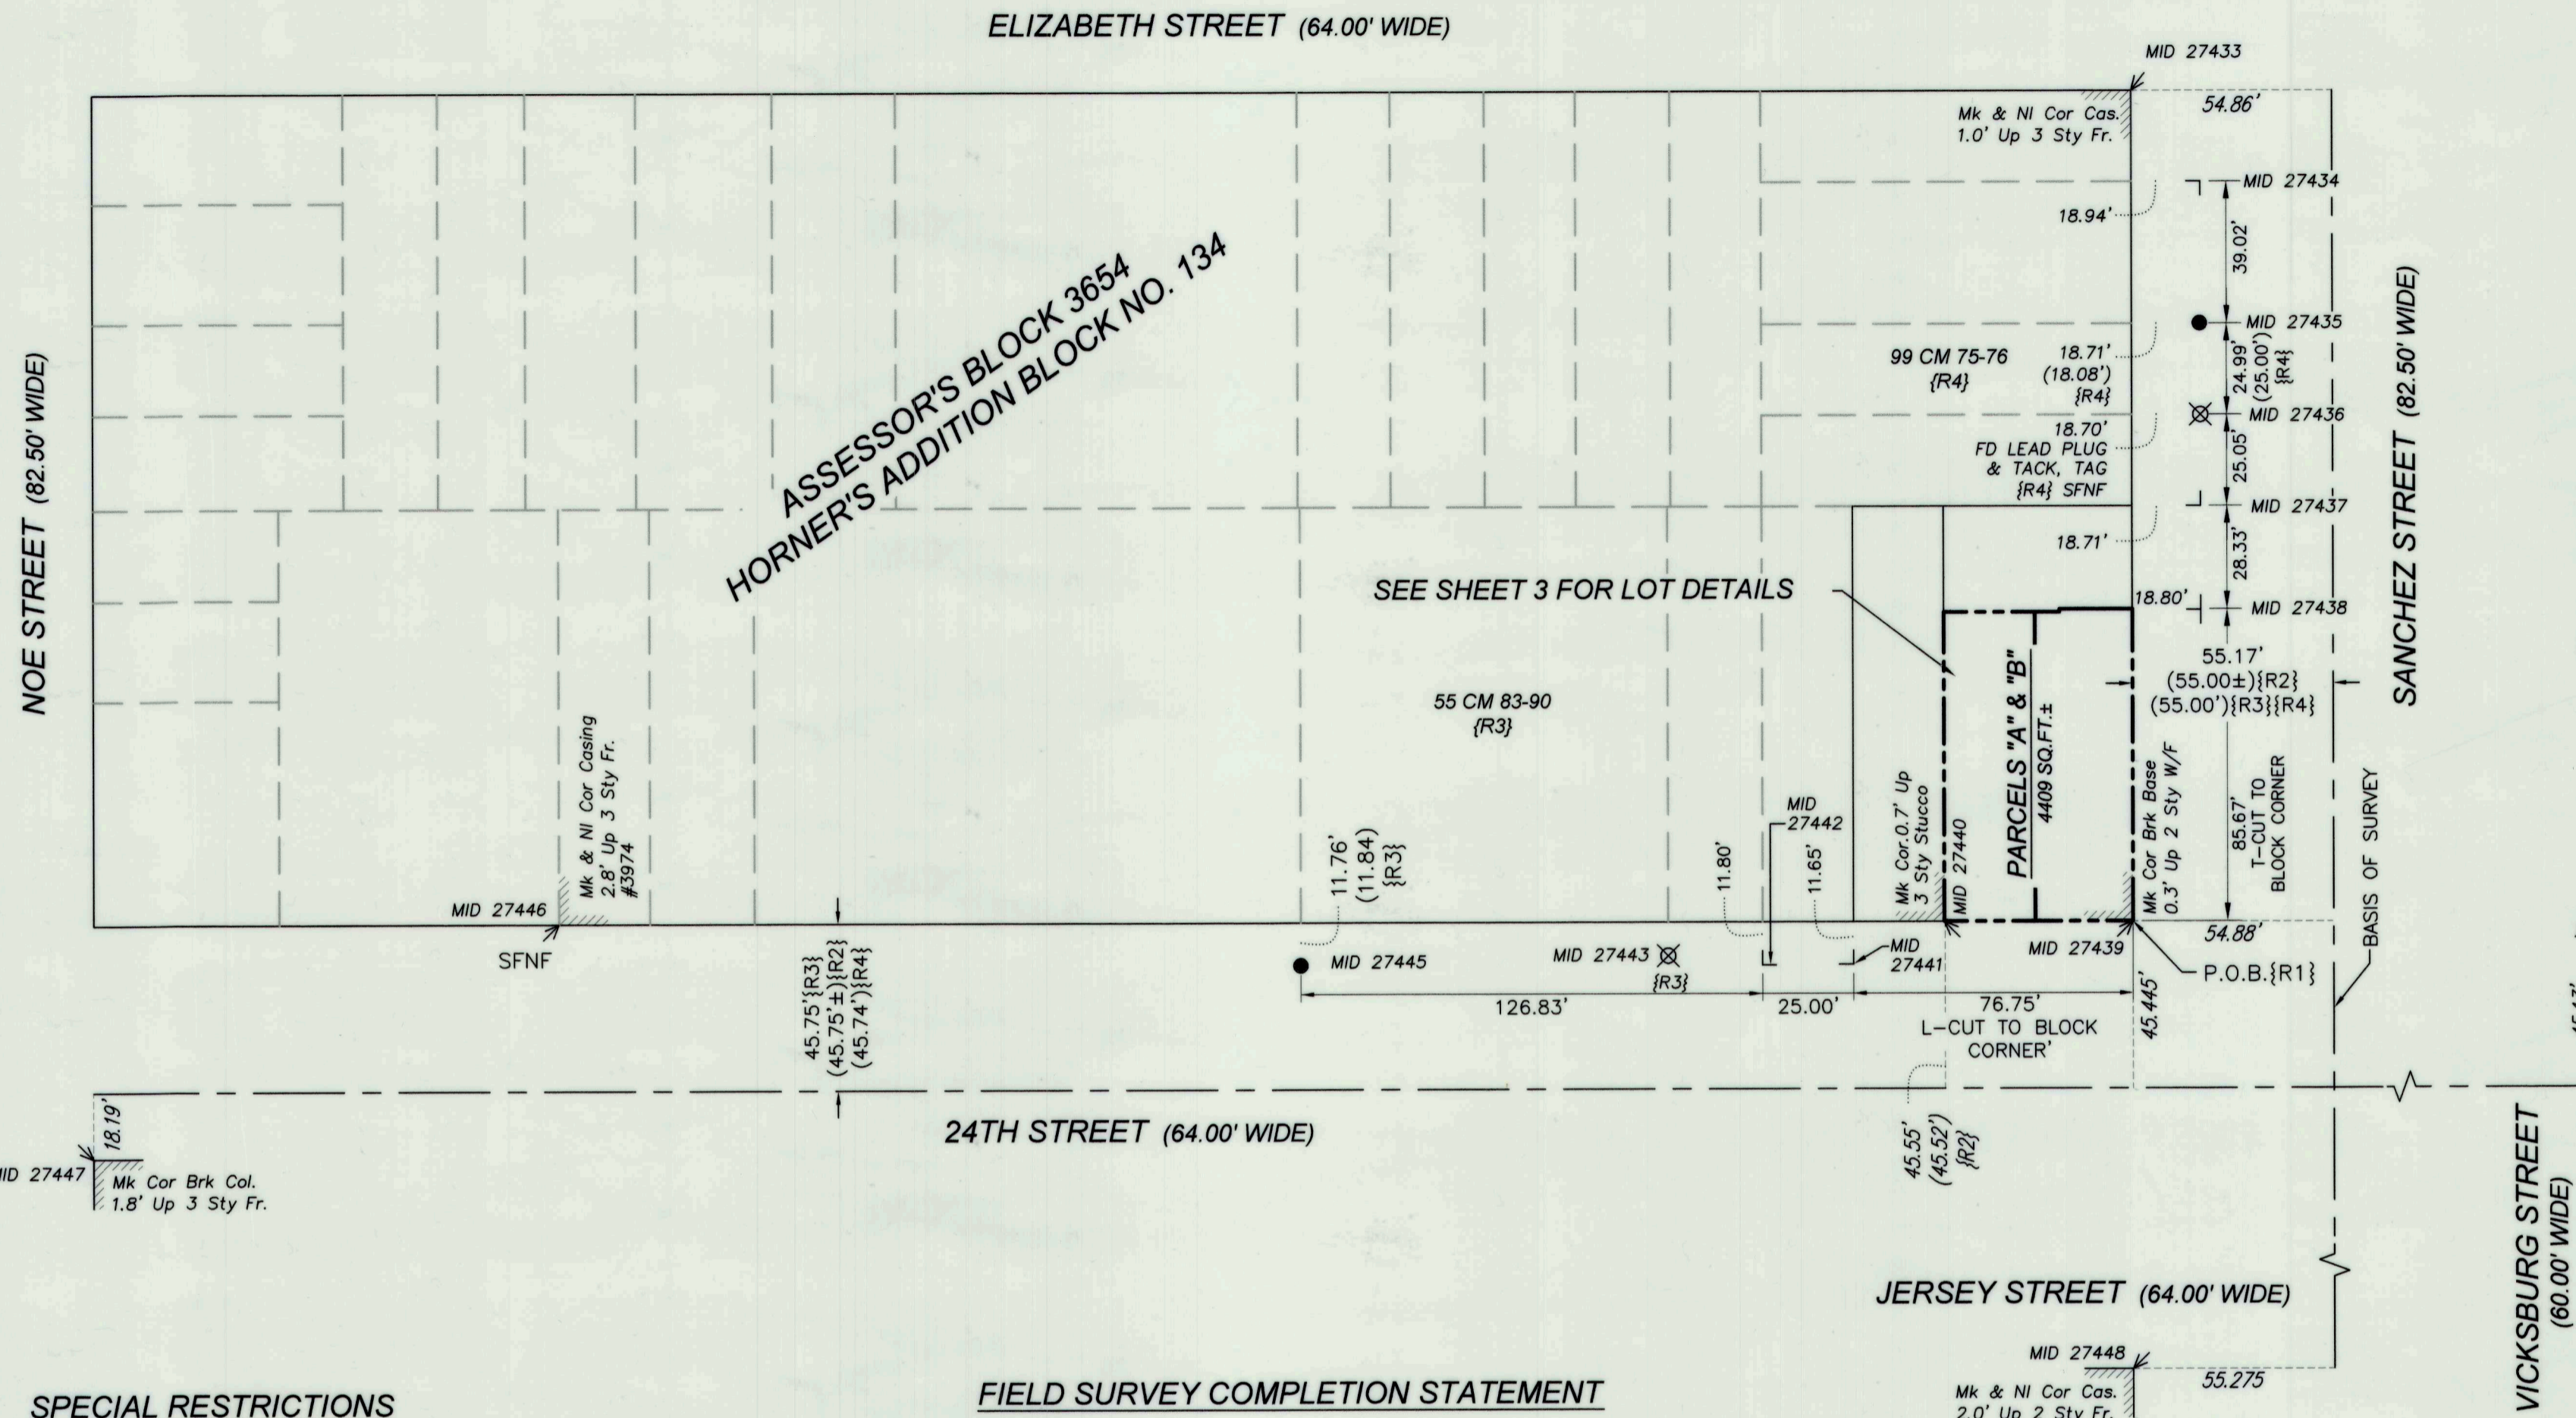 ELIZABETH STREET (64.00' WIDE)
MID 27433
54.86'
Mk & Nl Cor Cas.
1.0' Up 3 Sty Fr.
MID 27434
18.94'
39.02'
MID 27435
24.99'
(25.00')
{R4}
99 CM 75-76
{R4}
18.71'
(18.08')
{R4}
MID 27436
18.70'
FD LEAD PLUG
& TACK, TAG
{R4} SFNF
25.05'
MID 27437
18.71'
28.33'
18.80'
MID 27438
NOE STREET (82.50' WIDE)
SANCHEZ STREET (82.50' WIDE)
ASSESSOR'S BLOCK 3654
HORNER'S ADDITION BLOCK NO. 134
SEE SHEET 3 FOR LOT DETAILS
55.17'
(55.00±){R2}
(55.00'){R3}{R4}
55 CM 83-90
{R3}
PARCELS "A" & "B"
4409 SQ.FT.±
Mk Cor Brk Base
0.3' Up 2 Sty W/F
85.67'
T-CUT TO
BLOCK CORNER
BASIS OF SURVEY
Mk & Nl Cor Casing
2.8' Up 3 Sty Fr.
#3974
MID 27446
SFNF
11.76'
(11.84)
{R3}
11.80'
MID
27442
11.65'
Mk Cor.0.7' Up
3 Sty Stucco
MID 27440
MID 27439
54.88'
P.O.B.{R1}
MID 27445
MID 27443
{R3}
MID
27441
126.83'
25.00'
76.75'
L-CUT TO BLOCK
CORNER'
45.445'
45.75'{R3}
(45.75'±){R2}
(45.74'){R4}
45.55'
(45.52')
{R2}
24TH STREET (64.00' WIDE)
18.19'
MID 27447
Mk Cor Brk Col.
1.8' Up 3 Sty Fr.
JERSEY STREET (64.00' WIDE)
VICKSBURG STREET
(60.00' WIDE)
MID 27448
55.275
Mk & Nl Cor Cas.
2.0' Up 2 Sty Fr.
SPECIAL RESTRICTIONS
FIELD SURVEY COMPLETION STATEMENT